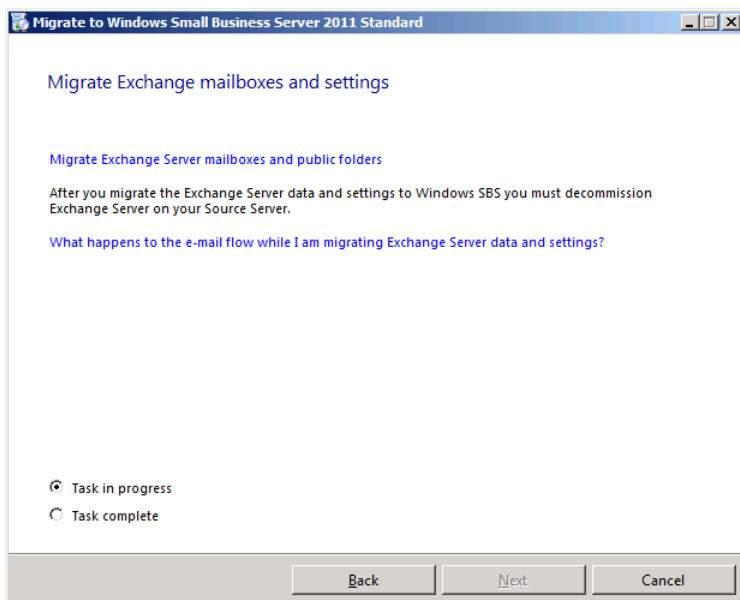 Migrate to Windows Small Business Server 2011 Standard
Migrate Exchange mailboxes and settings
Migrate Exchange Server mailboxes and public folders
After you migrate the Exchange Server data and settings to Windows SBS you must decommission
Exchange Server on your Source Server.
What happens to the e-mail flow while I am migrating Exchange Server data and settings?
Task in progress
Task complete
Back Next Cancel